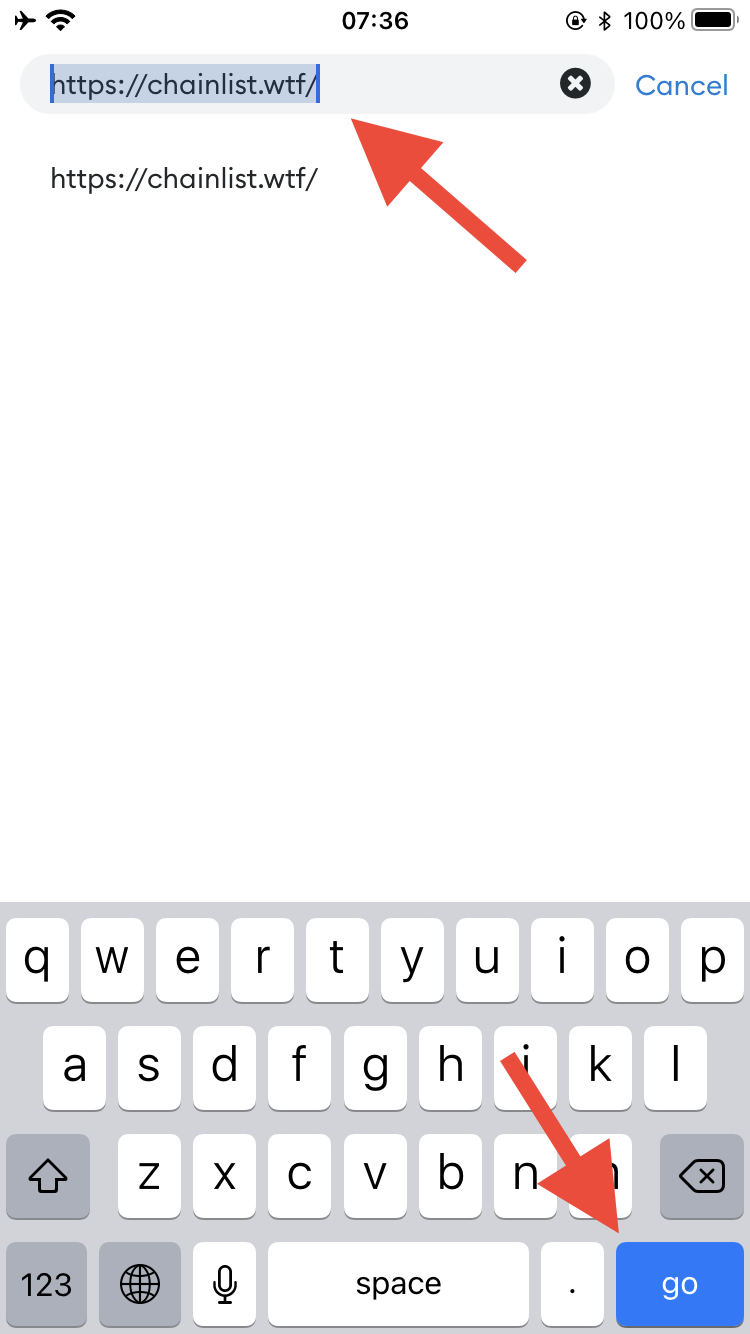 07:36 100%
https://chainlist.wtf/ Cancel
https://chainlist.wtf/
q w e r t y u i o p
a s d f g h j k l
z x c v b n m
123 space . go